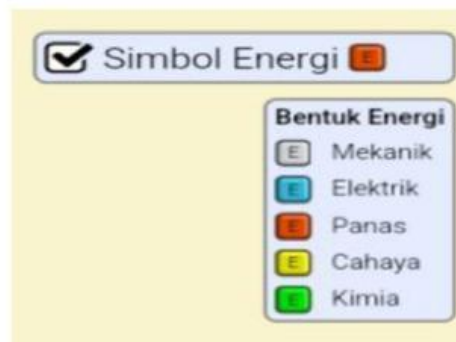 Simbol Energi E
Bentuk Energi
E Mekanik
E Elektrik
E Panas
E Cahaya
E Kimia